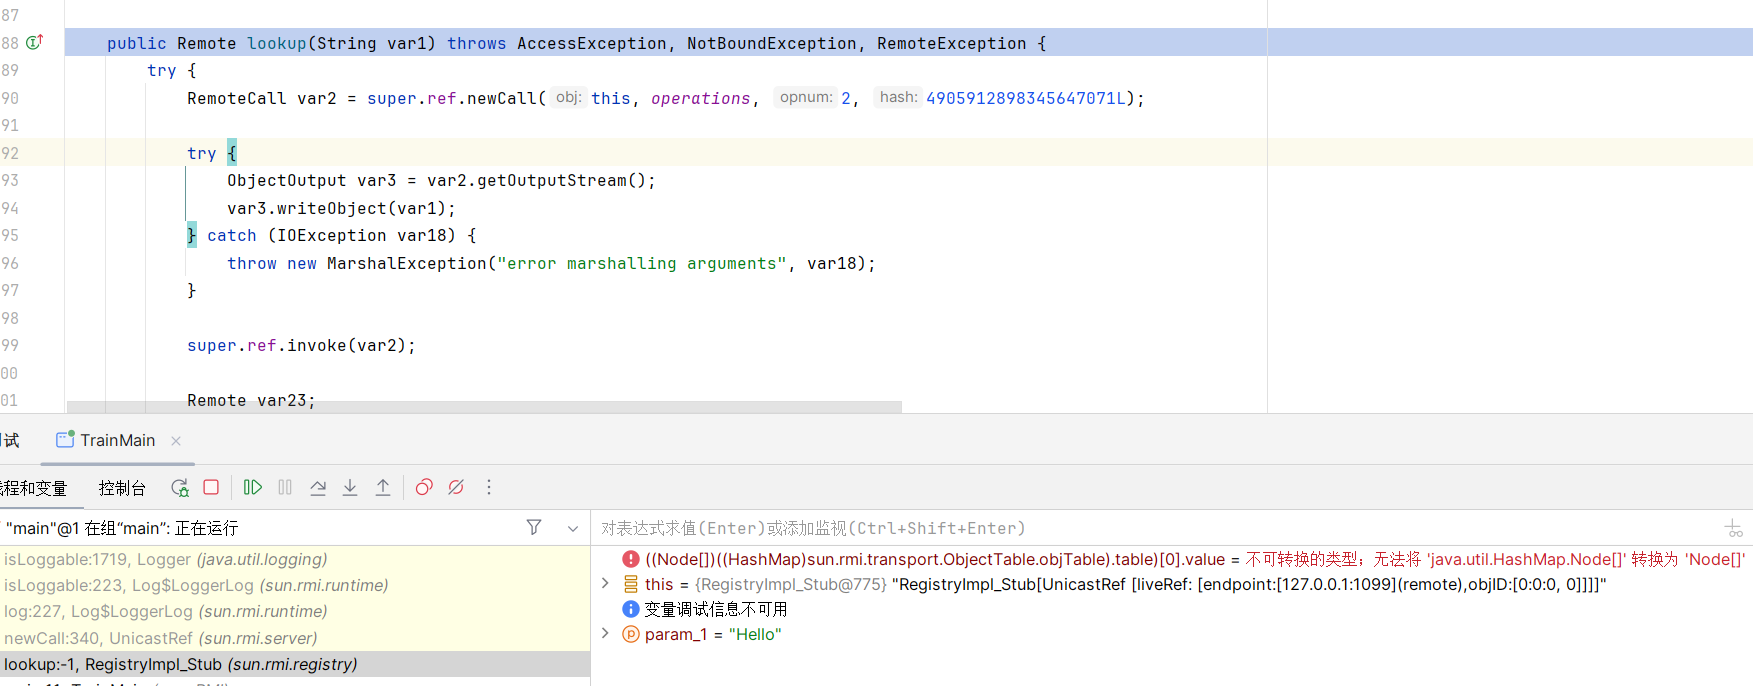 87
88 public Remote lookup(String var1) throws AccessException, NotBoundException, RemoteException {
89 try {
90 RemoteCall var2 = super.ref.newCall( obj: this, operations, opnum: 2, hash: 4905912898345647071L);
91
92 try {
93 ObjectOutput var3 = var2.getOutputStream();
94 var3.writeObject(var1);
95 } catch (IOException var18) {
96 throw new MarshalException("error marshalling arguments", var18);
97 }
98
99 super.ref.invoke(var2);
00
01 Remote var23;
试 TrainMain ×
程和变量 控制台
"main"@1 在组“main”: 正在运行
对表达式求值(Enter)或添加监视(Ctrl+Shift+Enter)
isLoggable:1719, Logger (java.util.logging)
isLoggable:223, Log$LoggerLog (sun.rmi.runtime)
log:227, Log$LoggerLog (sun.rmi.runtime)
newCall:340, UnicastRef (sun.rmi.server)
lookup:-1, RegistryImpl_Stub (sun.rmi.registry)
((Node[])((HashMap)sun.rmi.transport.ObjectTable.objTable).table)[0].value = 不可转换的类型；无法将 'java.util.HashMap.Node[]' 转换为 'Node[]'
this = {RegistryImpl_Stub@775} "RegistryImpl_Stub[UnicastRef [liveRef: [endpoint:[127.0.0.1:1099](remote),objID:[0:0:0, 0]]]]"
变量调试信息不可用
param_1 = "Hello"